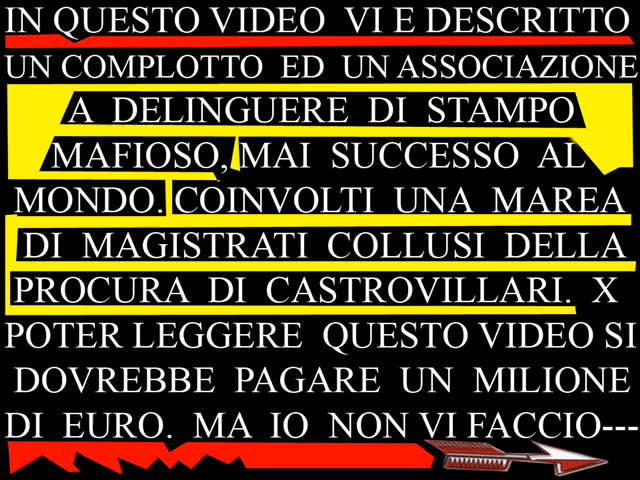 IN QUESTO VIDEO VI E DESCRITTO
UN COMPLOTTO ED UN ASSOCIAZIONE
A DELINGUERE DI STAMPO
MAFIOSO, MAI SUCCESSO AL
MONDO. COINVOLTI UNA MAREA
DI MAGISTRATI COLLUSI DELLA
PROCURA DI CASTROVILLARI. X
POTER LEGGERE QUESTO VIDEO SI
DOVREBBE PAGARE UN MILIONE
DI EURO. MA IO NON VI FACCIO---